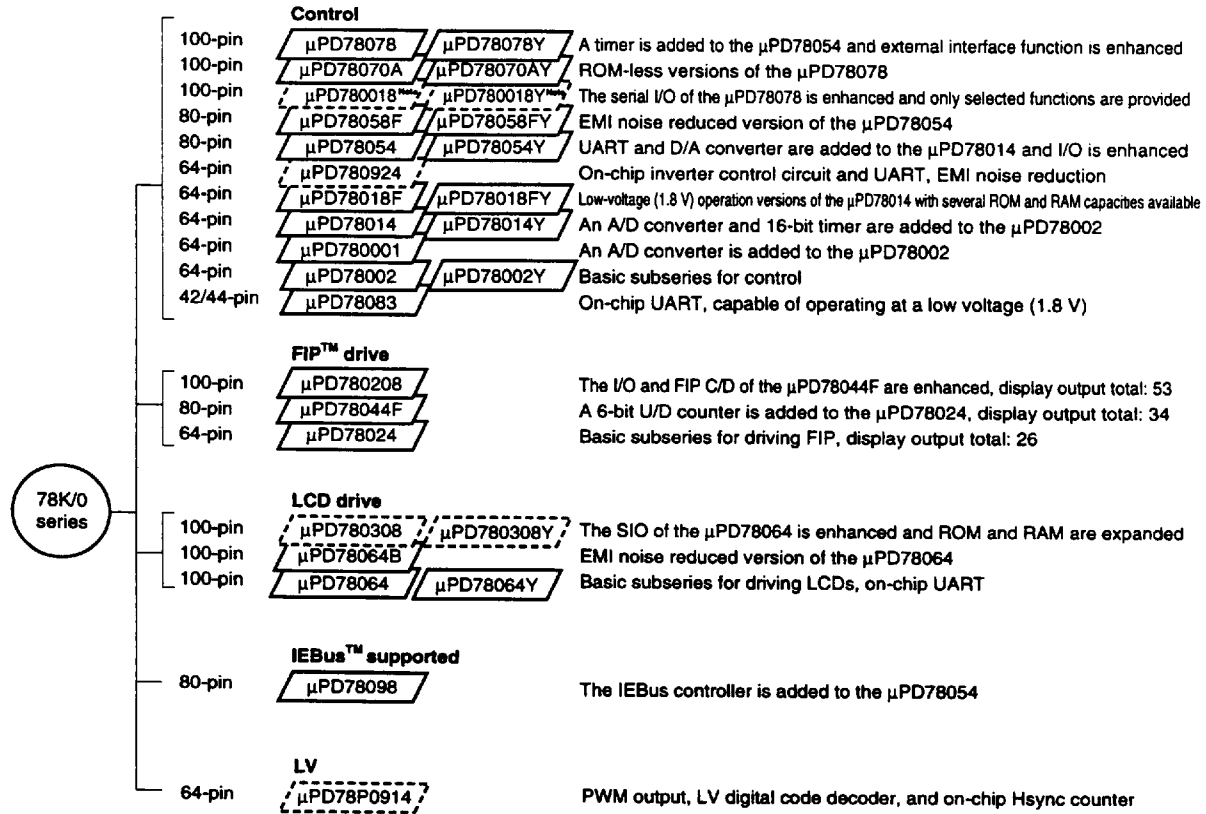 Control
100-pin μPD78078 μPD78078Y A timer is added to the μPD78054 and external interface function is enhanced
100-pin μPD78070A μPD78070AY ROM-less versions of the μPD78078
100-pin μPD780018 Note μPD780018Y Note The serial I/O of the μPD78078 is enhanced and only selected functions are provided
80-pin μPD78058F μPD78058FY EMI noise reduced version of the μPD78054
80-pin μPD78054 μPD78054Y UART and D/A converter are added to the μPD78014 and I/O is enhanced
64-pin μPD780924 On-chip inverter control circuit and UART, EMI noise reduction
64-pin μPD78018F μPD78018FY Low-voltage (1.8 V) operation versions of the μPD78014 with several ROM and RAM capacities available
64-pin μPD78014 μPD78014Y An A/D converter and 16-bit timer are added to the μPD78002
64-pin μPD780001 An A/D converter is added to the μPD78002
64-pin μPD78002 μPD78002Y Basic subseries for control
42/44-pin μPD78083 On-chip UART, capable of operating at a low voltage (1.8 V)
FIP™ drive
100-pin μPD780208 The I/O and FIP C/D of the μPD78044F are enhanced, display output total: 53
80-pin μPD78044F A 6-bit U/D counter is added to the μPD78024, display output total: 34
64-pin μPD78024 Basic subseries for driving FIP, display output total: 26
78K/0
series
LCD drive
100-pin μPD780308 μPD780308Y The SIO of the μPD78064 is enhanced and ROM and RAM are expanded
100-pin μPD78064B EMI noise reduced version of the μPD78064
100-pin μPD78064 μPD78064Y Basic subseries for driving LCDs, on-chip UART
IEBus™ supported
80-pin μPD78098 The IEBus controller is added to the μPD78054
LV
64-pin μPD78P0914 PWM output, LV digital code decoder, and on-chip Hsync counter